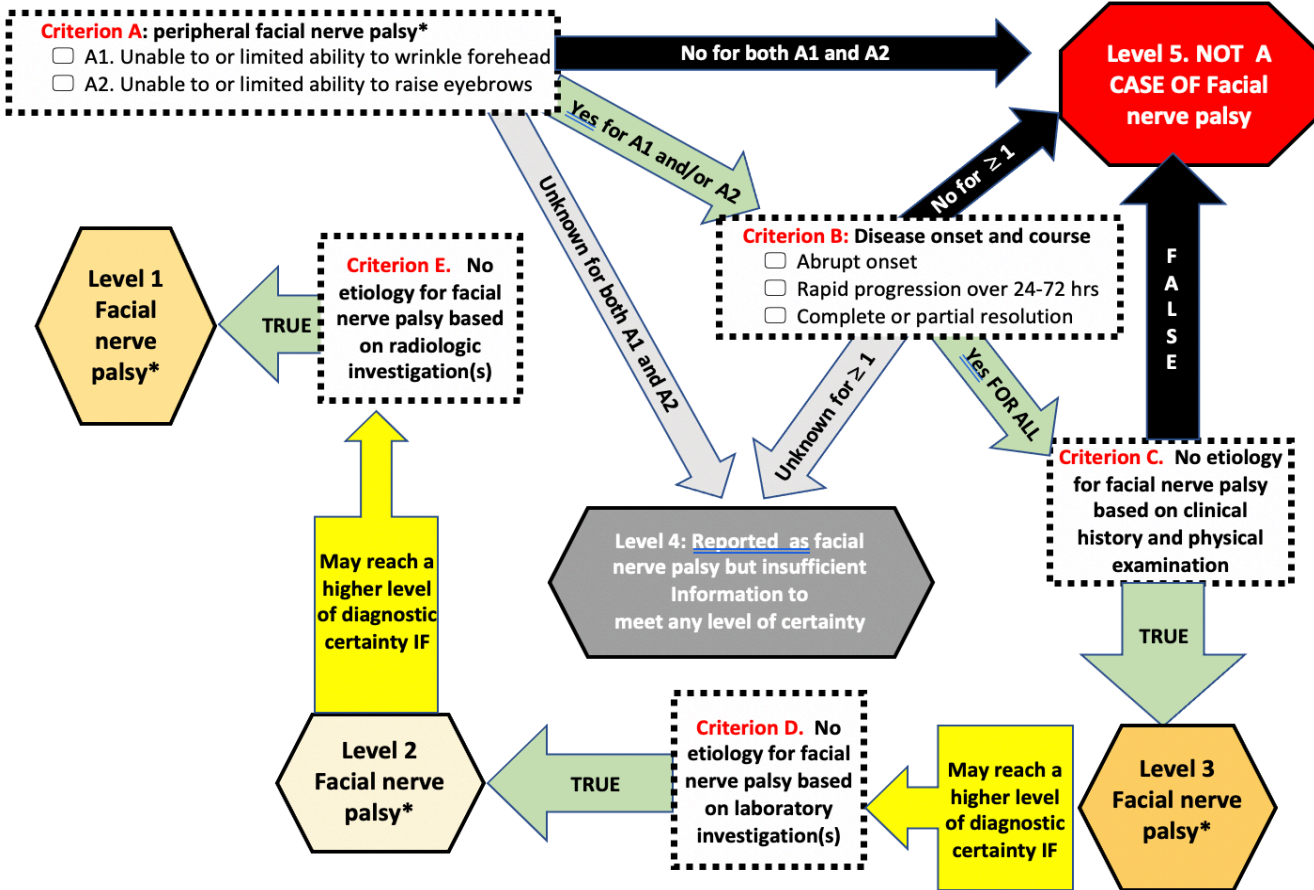 Criterion A: peripheral facial nerve palsy*
A1. Unable to or limited ability to wrinkle forehead
A2. Unable to or limited ability to raise eyebrows
No for both A1 and A2
Level 5. NOT A
CASE OF Facial
nerve palsy
Yes for A1 and/or A2
Unknown for both A1 and A2
No for ≥ 1
Criterion B: Disease onset and course
Abrupt onset
Rapid progression over 24-72 hrs
Complete or partial resolution
FALSE
Unknown for ≥ 1
Yes FOR ALL
Criterion C. No etiology
for facial nerve palsy
based on clinical
history and physical
examination
TRUE
Level 4: Reported as facial
nerve palsy but insufficient
Information to
meet any level of certainty
Level 3
Facial nerve
palsy*
May reach a
higher level
of diagnostic
certainty IF
Criterion D. No
etiology for facial
nerve palsy based
on laboratory
investigation(s)
TRUE
Level 2
Facial nerve
palsy*
May reach a
higher level
of diagnostic
certainty IF
Criterion E. No
etiology for facial
nerve palsy based
on radiologic
investigation(s)
TRUE
Level 1
Facial
nerve
palsy*